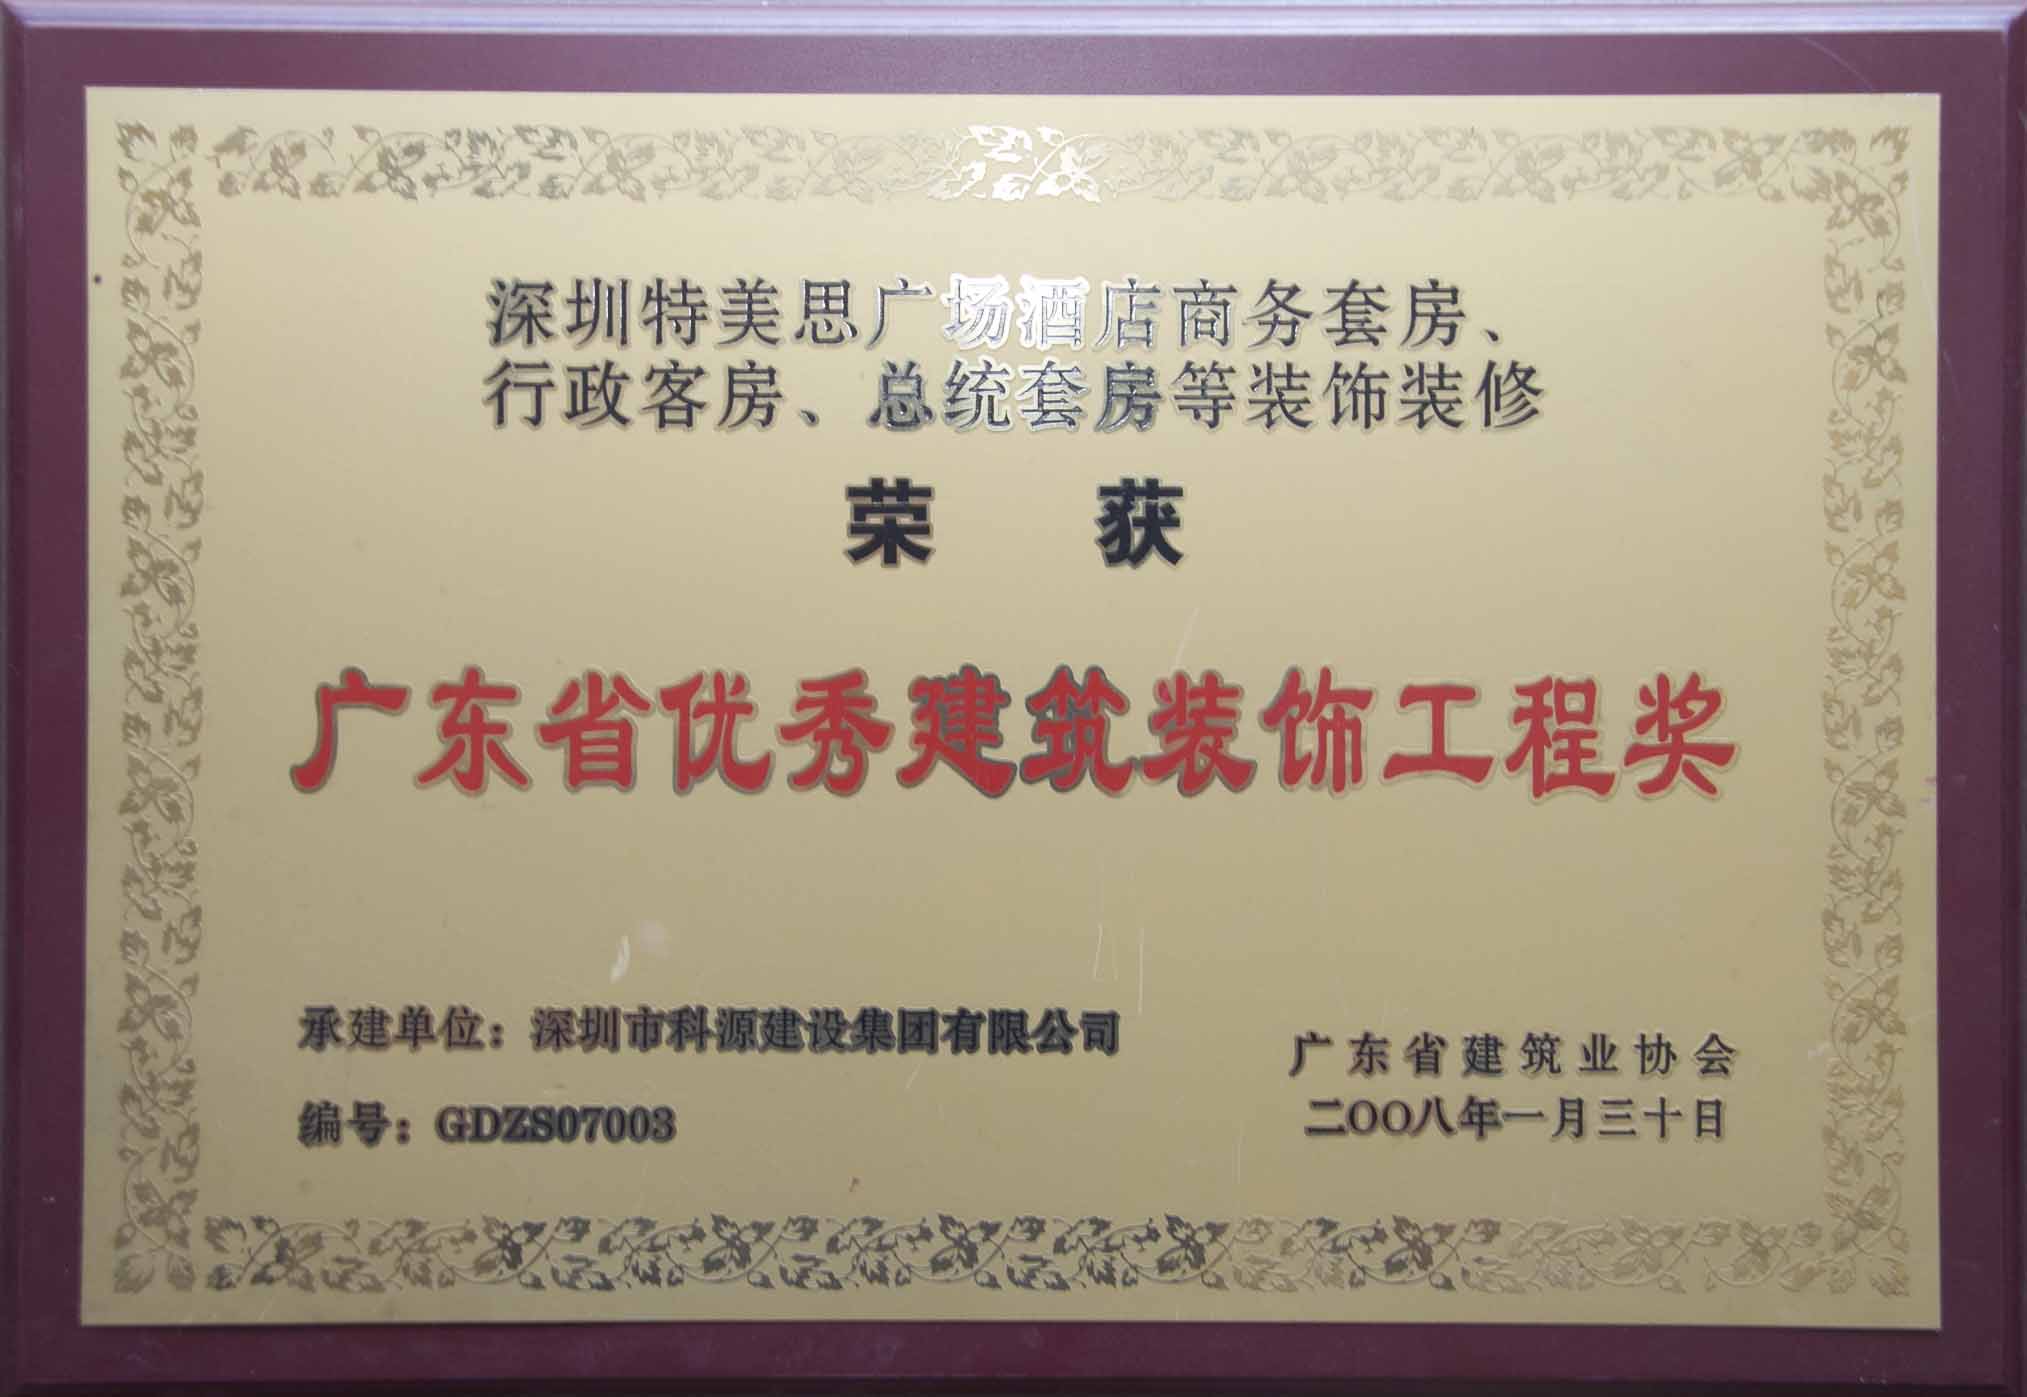 深圳特美思广场酒店商务套房、
行政客房、总统套房等装饰装修
荣 获
广东省优秀建筑装饰工程奖
承建单位：深圳市科源建设集团有限公司
编号：GDZS07003
广东省建筑业协会
二〇〇八年一月三十日